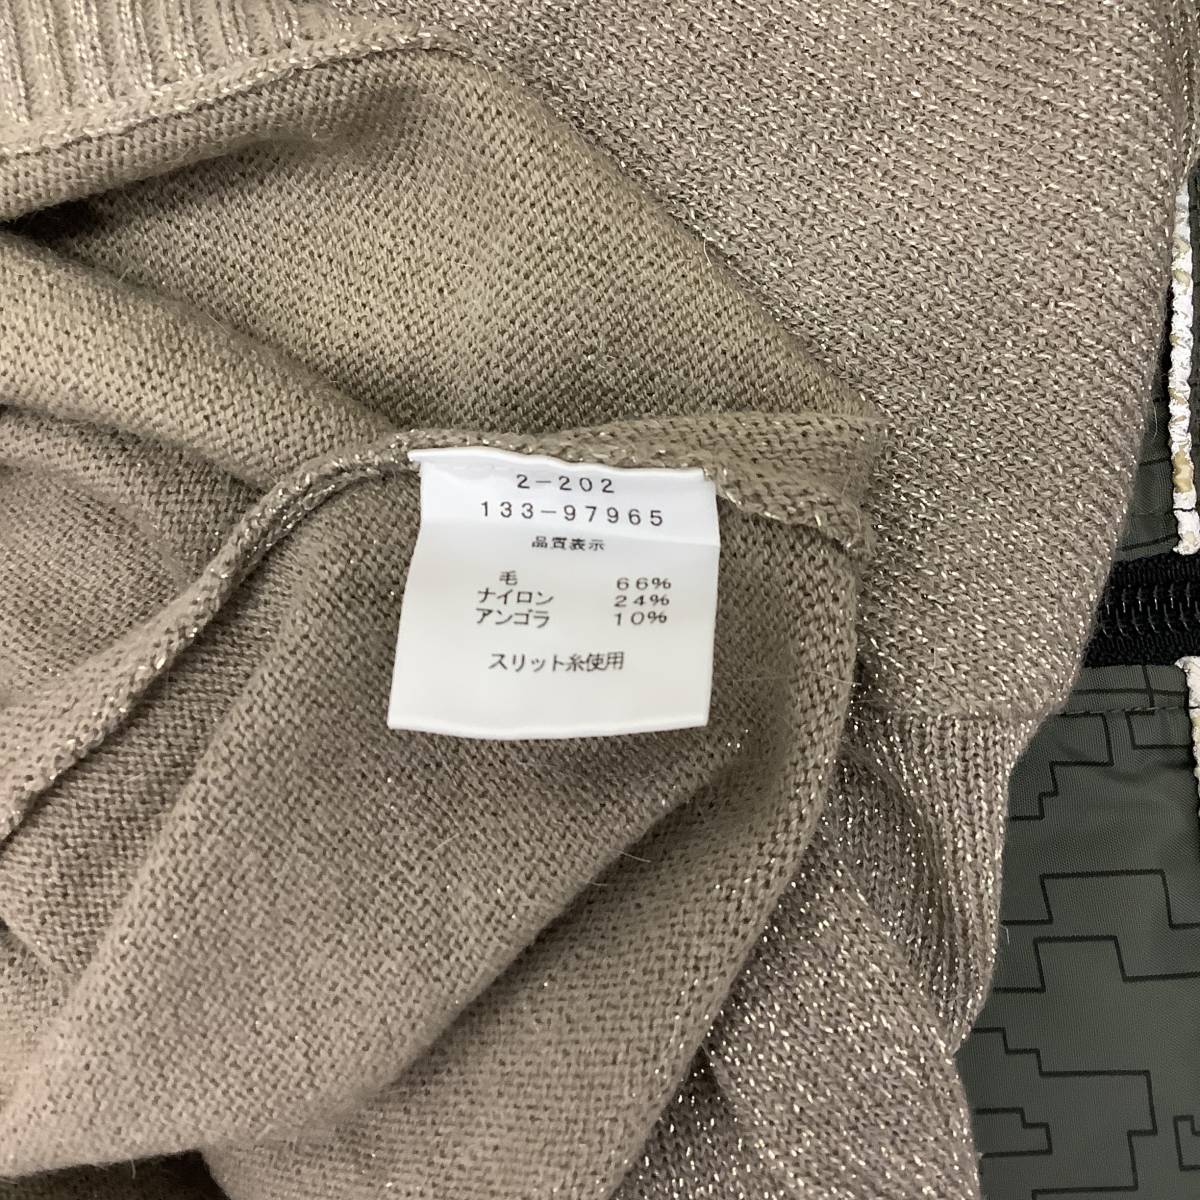 2-202
133-97965
品質表示
毛 66%
ナイロン 24%
アンゴラ 10%
スリット糸使用